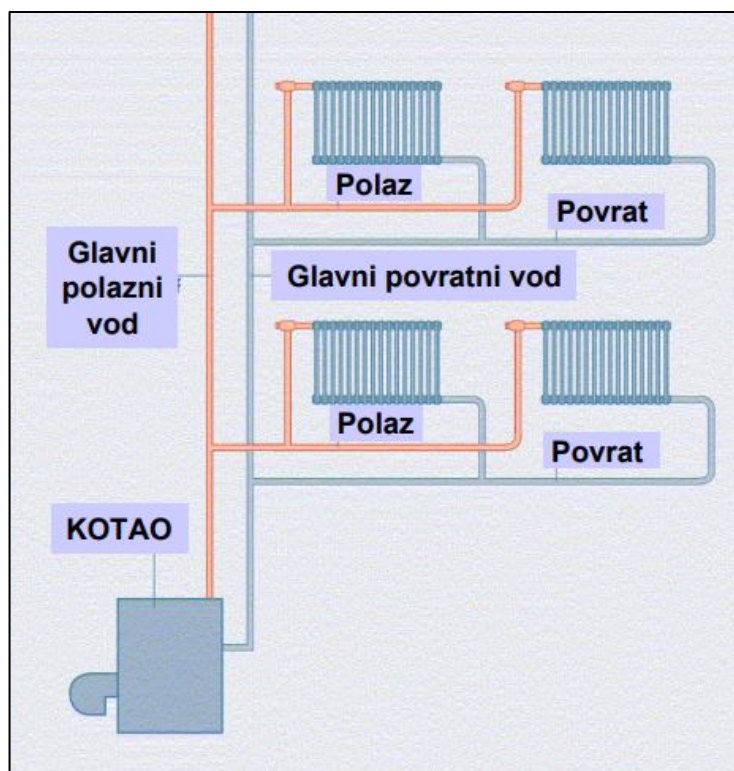 Polaz
Povrat
Glavni
polazni
vod
Glavni povratni vod
Polaz
Povrat
KOTAO